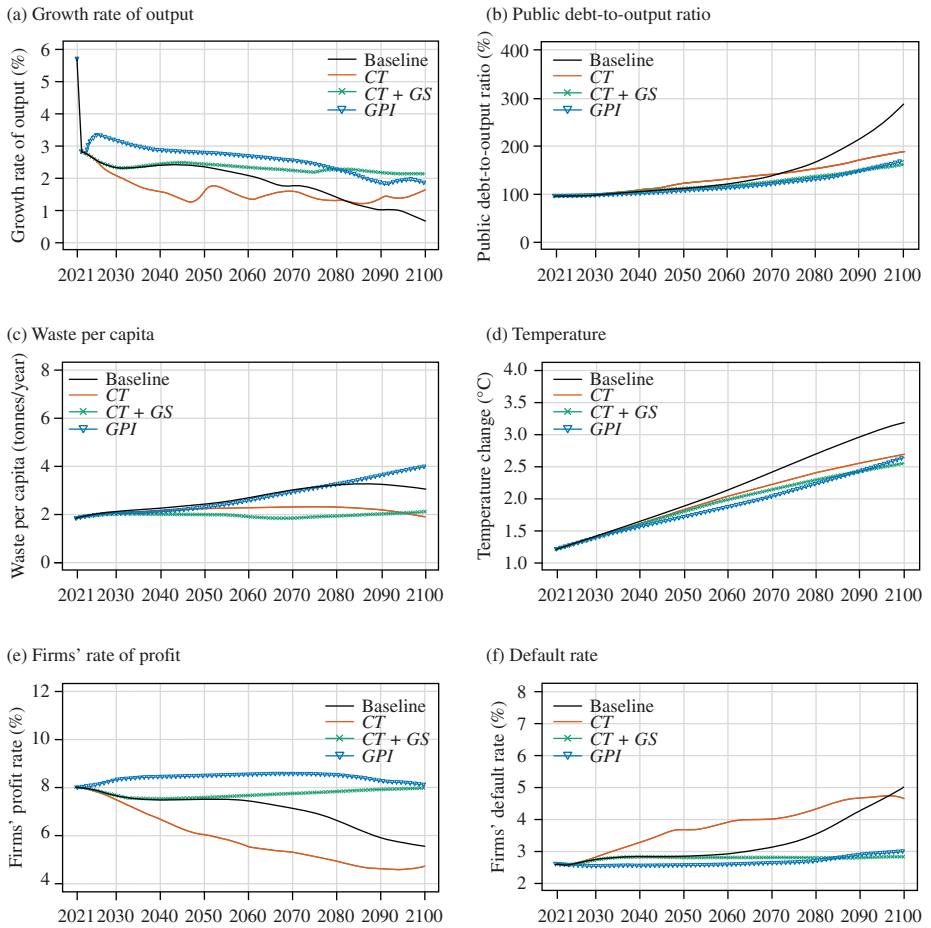 (a) Growth rate of output
Growth rate of output (%)
6
5
4
3
2
1
0
Baseline
CT
CT + GS
GPI
2021 2030 2040 2050 2060 2070 2080 2090 2100
(b) Public debt-to-output ratio
Public debt-to-output ratio (%)
400
300
200
100
0
Baseline
CT
CT + GS
GPI
2021 2030 2040 2050 2060 2070 2080 2090 2100
(c) Waste per capita
Waste per capita (tonnes/year)
8
6
4
2
0
Baseline
CT
CT + GS
GPI
2021 2030 2040 2050 2060 2070 2080 2090 2100
(d) Temperature
Temperature change (°C)
4.0
3.5
3.0
2.5
2.0
1.5
1.0
Baseline
CT
CT + GS
GPI
2021 2030 2040 2050 2060 2070 2080 2090 2100
(e) Firms’ rate of profit
Firms’ profit rate (%)
12
10
8
6
4
Baseline
CT
CT + GS
GPI
2021 2030 2040 2050 2060 2070 2080 2090 2100
(f) Default rate
Firms’ default rate (%)
8
7
6
5
4
3
2
Baseline
CT
CT + GS
GPI
2021 2030 2040 2050 2060 2070 2080 2090 2100